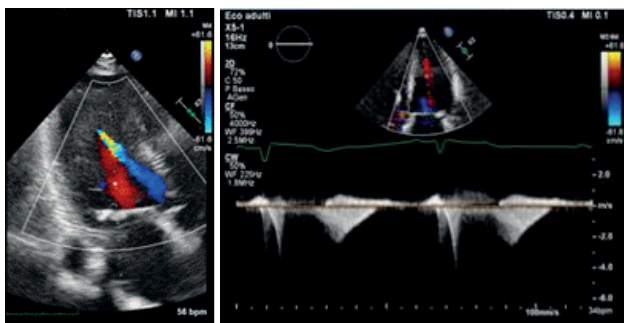 TIS1.1 MI 1.1
M4
+61.6
-61.6
cm/s
56 bpm
Eco adulti
TIS0.4 MI 0.1
X5-1
16Hz
13cm
2D
72%
C 50
P Basso
AGen
CF
50%
4000Hz
WF 399Hz
2.5MHz
CW
50%
WF 225Hz
1.8MHz
+61.6
-61.6
cm/s
2.0
m/s
-2.0
-4.0
-6.0
100mm/s